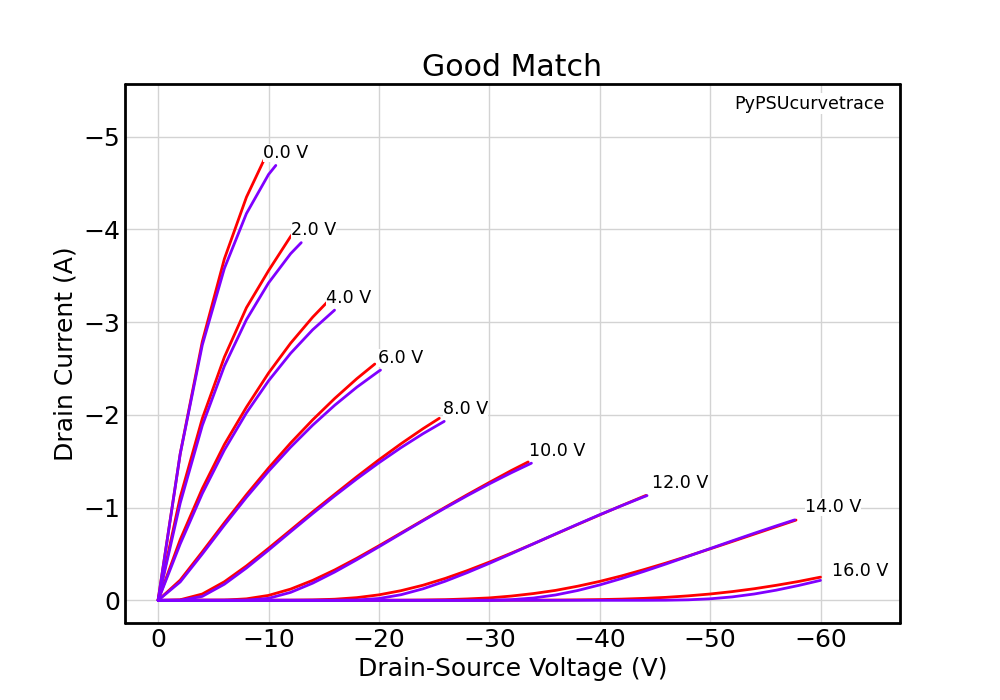 Good Match
PyPSUcurvetrace
−5
0.0 V
−4
2.0 V
−3
4.0 V
6.0 V
−2
8.0 V
10.0 V
−1
12.0 V
14.0 V
16.0 V
0
Drain Current (A)
0 −10 −20 −30 −40 −50 −60
Drain-Source Voltage (V)